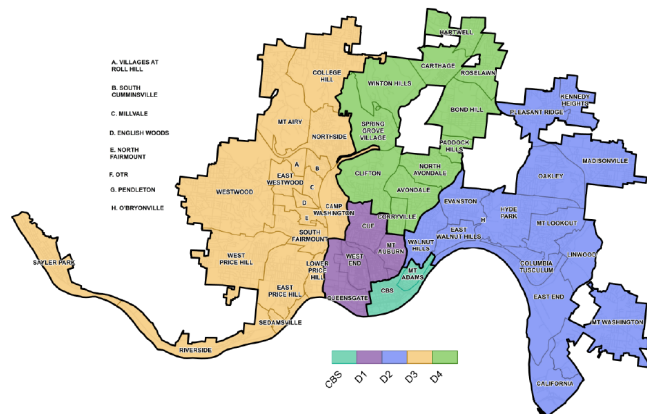 A. VILLAGES AT
ROLL HILL
B. SOUTH
CUMMINSVILLE
C. MILLVALE
D. ENGLISH WOODS
E. NORTH
FAIRMOUNT
F. OTR
G. PENDLETON
H. O'BRYONVILLE
HARTWELL
COLLEGE
HILL
WINTON HILLS
CARTHAGE
ROSELAWN
KENNEDY
HEIGHTS
BOND HILL
PLEASANT RIDGE
MT AIRY
NORTHSIDE
SPRING
GROVE
VILLAGE
PADDOCK
HILLS
MADISONVILLE
A
B
EAST
WESTWOOD
C
WESTWOOD
D
E
CLIFTON
NORTH
AVONDALE
AVONDALE
OAKLEY
CAMP
WASHINGTON
EVANSTON
HYDE
PARK
H
SOUTH
FAIRMOUNT
CUF
CORRYVILLE
MT LOOKOUT
SAYLER PARK
WEST
PRICE HILL
LOWER
PRICE
HILL
WEST
END
MT
AUBURN
WALNUT
HILLS
EAST
WALNUT HILLS
LINWOOD
COLUMBIA
TUSCULUM
EAST
PRICE HILL
QUEENSGATE
CBS
MT
ADAMS
EAST END
SEDAMSVILLE
MT WASHINGTON
RIVERSIDE
CALIFORNIA
CBS
D1
D2
D3
D4